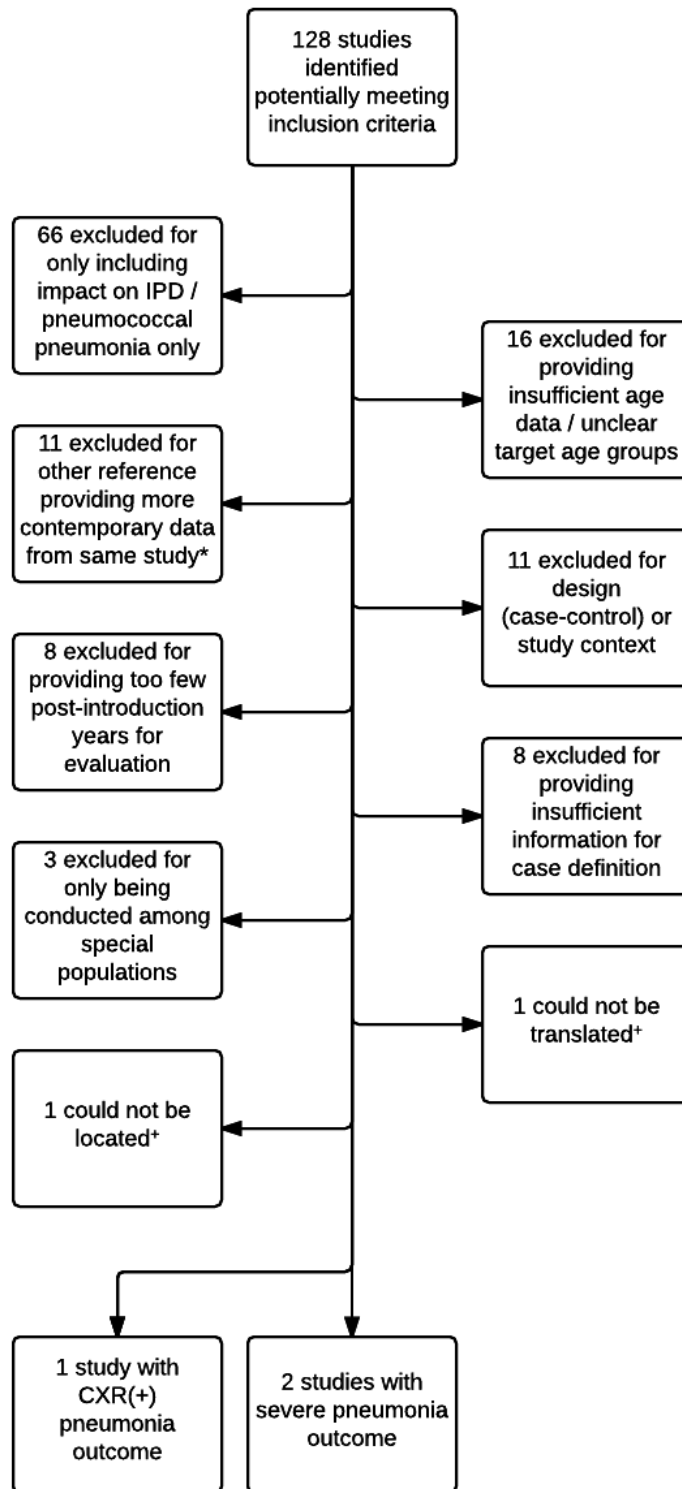 128 studies
identified
potentially meeting
inclusion criteria
66 excluded for
only including
impact on IPD /
pneumococcal
pneumonia only
16 excluded for
providing
insufficient age
data / unclear
target age groups
11 excluded for
other reference
providing more
contemporary data
from same study*
11 excluded for
design
(case-control) or
study context
8 excluded for
providing too few
post-introduction
years for
evaluation
8 excluded for
providing
insufficient
information for
case definition
3 excluded for
only being
conducted among
special
populations
1 could not be
translated⁺
1 could not be
located⁺
1 study with
CXR(+)
pneumonia
outcome
2 studies with
severe pneumonia
outcome